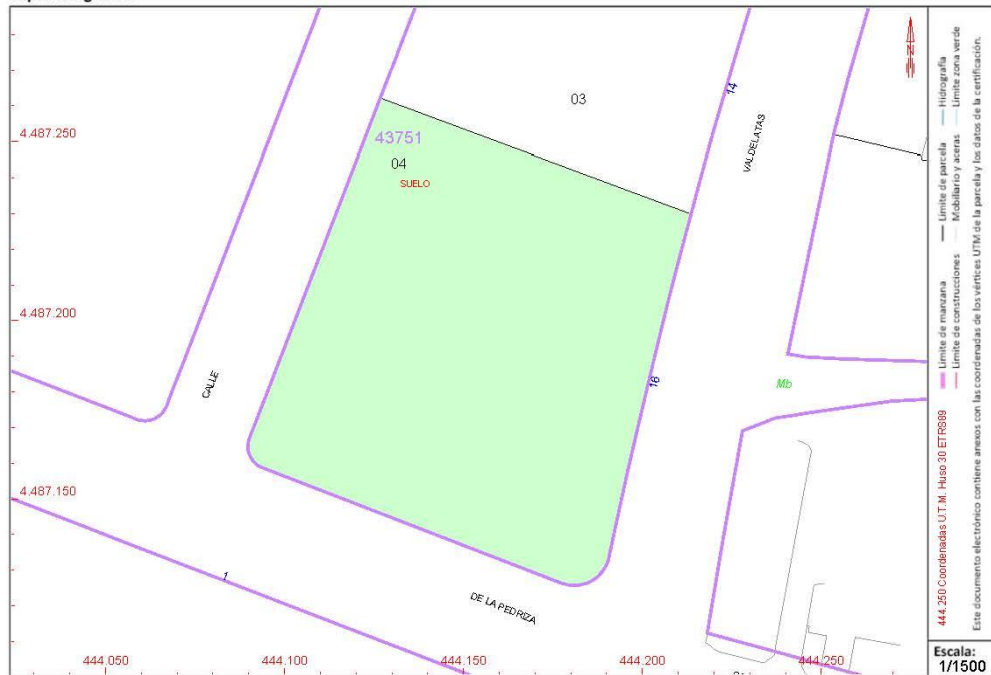 03
14
VALDELATAS
4.487.250
43751
04
SUELO
4.487.200
CALLE
16
Mb
4.487.150
1
DE LA PEDRIZA
444.050
444.100
444.150
444.200
444.250
444.250 Coordenadas U.T.M. Huso 30 ETRS89
Límite de manzana
Límite de parcela
Hidrografía
Límite de construcciones
Mobiliario y aceras
Límite zona verde
Este documento electrónico contiene anexos con las coordenadas de los vértices UTM de la parcela y los datos de la certificación.
Escala:
1/1500